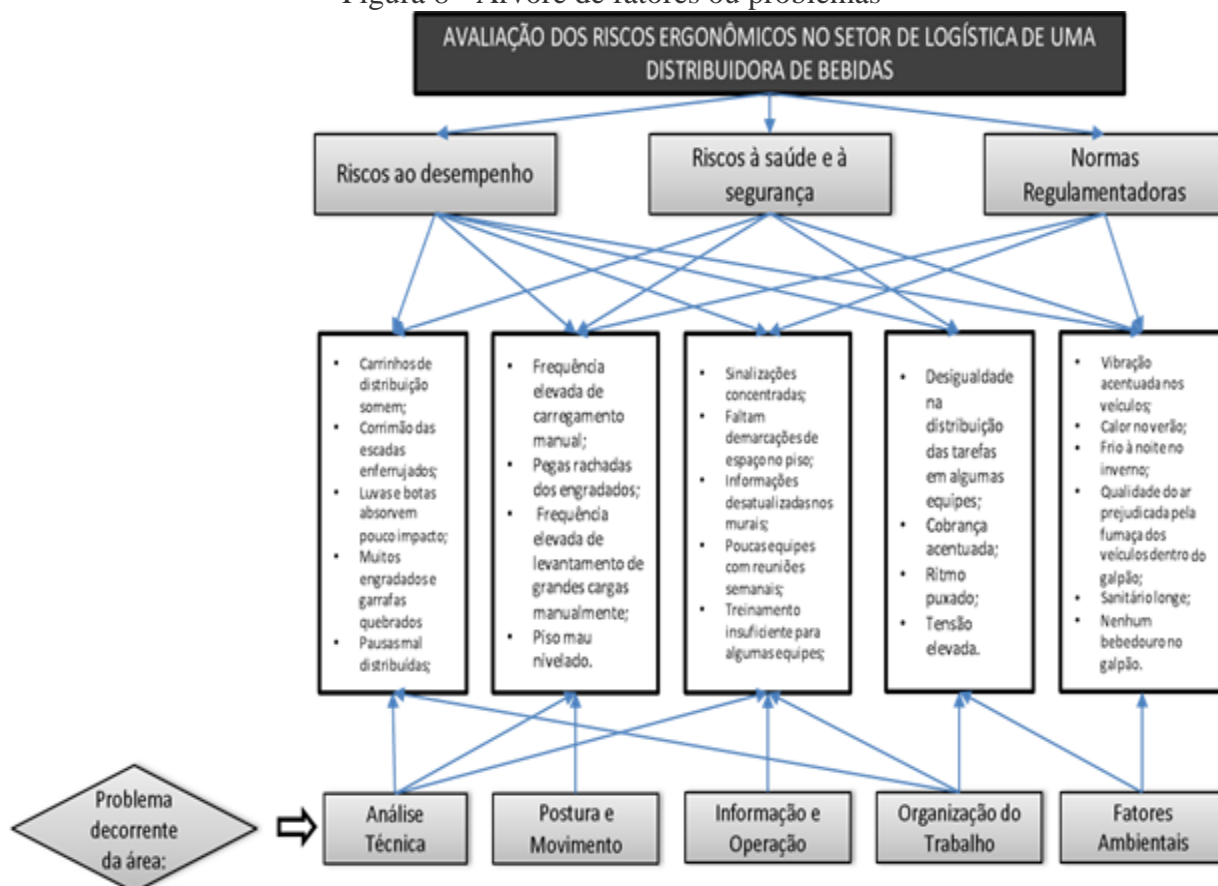 Figura 8 - Árvore de fatores ou problemas
AVALIAÇÃO DOS RISCOS ERGONÔMICOS NO SETOR DE LOGÍSTICA DE UMA
DISTRIBUIDORA DE BEBIDAS
Riscos ao desempenho
Riscos à saúde e à
segurança
Normas
Regulamentadoras
• Carrinhos de
distribuição
somem;
• Corrimão das
escadas
enferrujados;
• Luvas e botas
absorvem
pouco impacto;
• Muitos
engradados e
garrafas
quebrados
• Pausas mal
distribuídas;
• Frequência
elevada de
carregamento
manual;
• Pegas rachadas
dos engradados;
• Frequência
elevada de
levantamento de
grandes cargas
manualmente;
• Piso mau
nivelado.
• Sinalizações
concentradas;
• Faltam
demarcações de
espaço no piso;
• Informações
desatualizadas nos
murais;
• Poucas equipes
com reuniões
semanais;
• Treinamento
insuficiente para
algumas equipes;
• Desigualdade
na
distribuição
das tarefas
em algumas
equipes;
• Cobrança
acentuada;
• Ritmo
puxado;
• Tensão
elevada.
• Vibração
acentuada nos
veículos;
• Calor no verão;
• Frio à noite no
inverno;
• Qualidade do ar
prejudicada pela
fumaça dos
veículos dentro do
galpão;
• Sanitário longe;
• Nenhum
bebedouro no
galpão.
Problema
decorrente
da área:
Análise
Técnica
Postura e
Movimento
Informação e
Operação
Organização do
Trabalho
Fatores
Ambientais